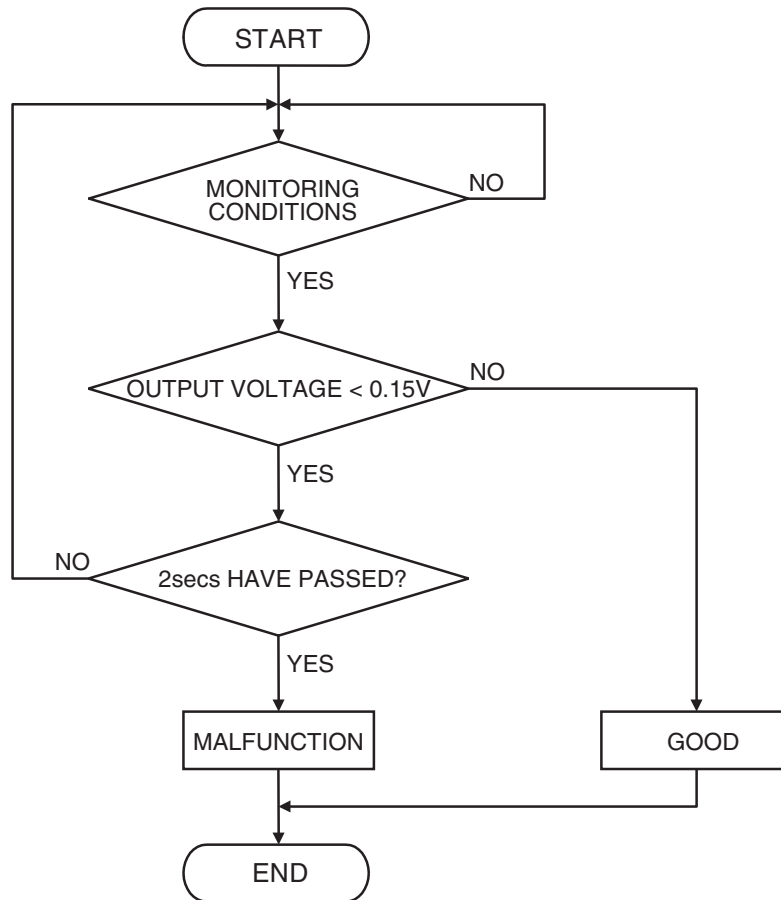 START
MONITORING
CONDITIONS
NO
YES
OUTPUT VOLTAGE < 0.15V
NO
YES
NO
2secs HAVE PASSED?
YES
MALFUNCTION
GOOD
END